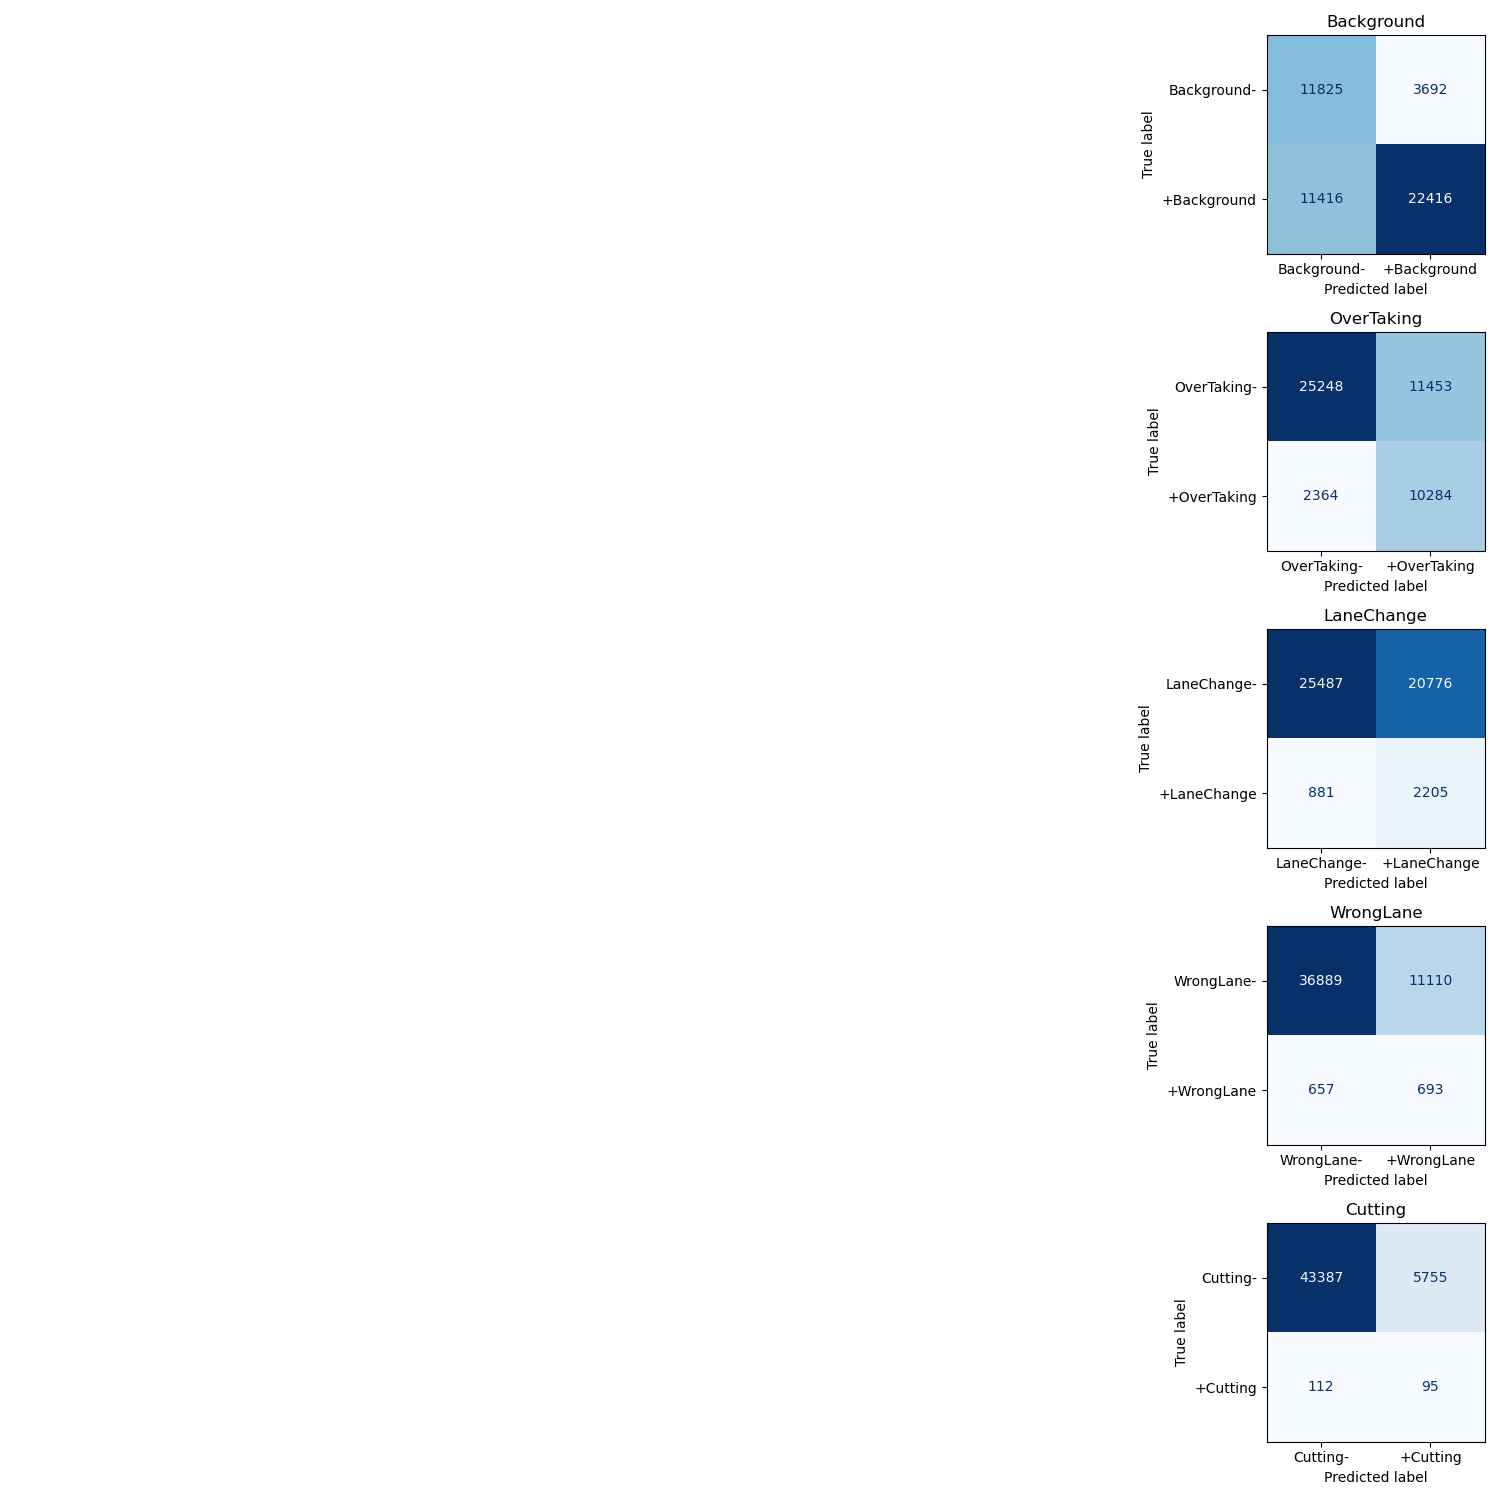 Background
True label
Background-
11825 3692
+Background
11416 22416
Background- +Background
Predicted label
OverTaking
True label
OverTaking-
25248 11453
+OverTaking
2364 10284
OverTaking- +OverTaking
Predicted label
LaneChange
True label
LaneChange-
25487 20776
+LaneChange
881 2205
LaneChange- +LaneChange
Predicted label
WrongLane
True label
WrongLane-
36889 11110
+WrongLane
657 693
WrongLane- +WrongLane
Predicted label
Cutting
True label
Cutting-
43387 5755
+Cutting
112 95
Cutting- +Cutting
Predicted label